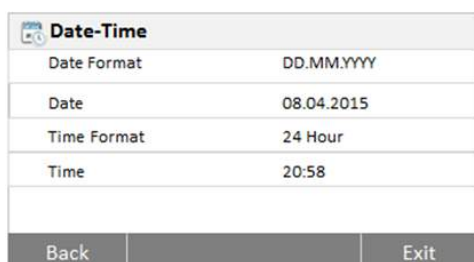 Date-Time
Date Format DD.MM.YYYY
Date 08.04.2015
Time Format 24 Hour
Time 20:58
Back Exit